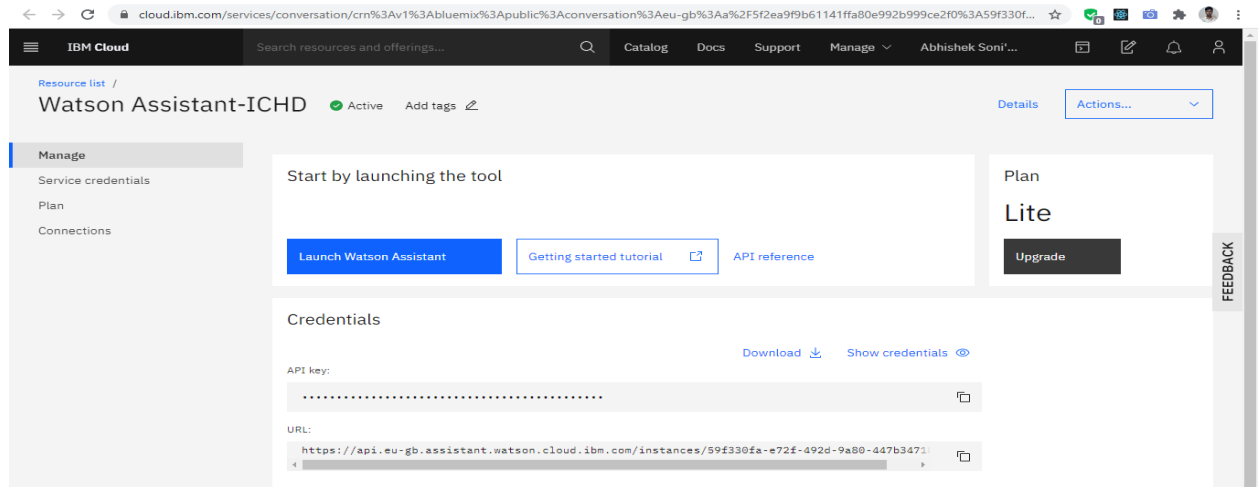 cloud.ibm.com/services/conversation/crn%3Av1%3Abluemix%3Apublic%3Aconversation%3Aeu-gb%3Aa%2F5f2ea9f9b61141ffa80e992b999ce2f0%3A59f330f...
0
IBM Cloud
Search resources and offerings...
Catalog
Docs
Support
Manage
Abhishek Soni'...
Resource list /
Watson Assistant-ICHD
Active
Add tags
Details
Actions...
Manage
Service credentials
Plan
Connections
Start by launching the tool
Launch Watson Assistant
Getting started tutorial
API reference
Plan
Lite
Upgrade
FEEDBACK
Credentials
Download
Show credentials
API key:
............................................
URL:
https://api.eu-gb.assistant.watson.cloud.ibm.com/instances/59f330fa-e72f-492d-9a80-447b3471